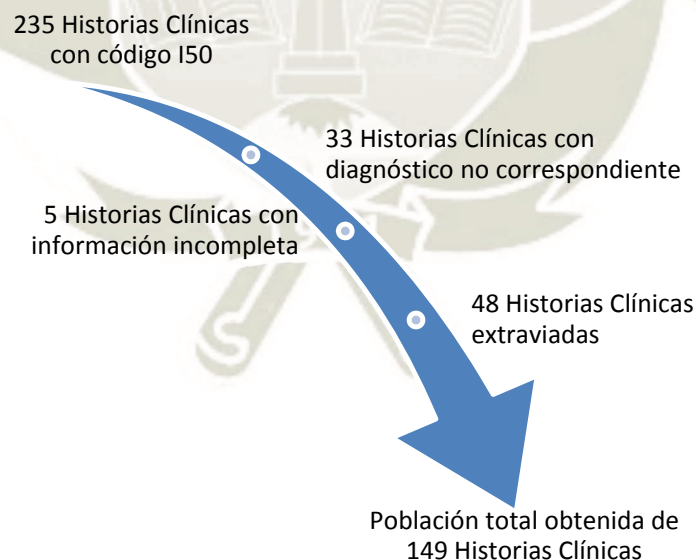 235 Historias Clínicas
con código I50
33 Historias Clínicas con
diagnóstico no correspondiente
5 Historias Clínicas con
información incompleta
48 Historias Clínicas
extraviadas
Población total obtenida de
149 Historias Clínicas